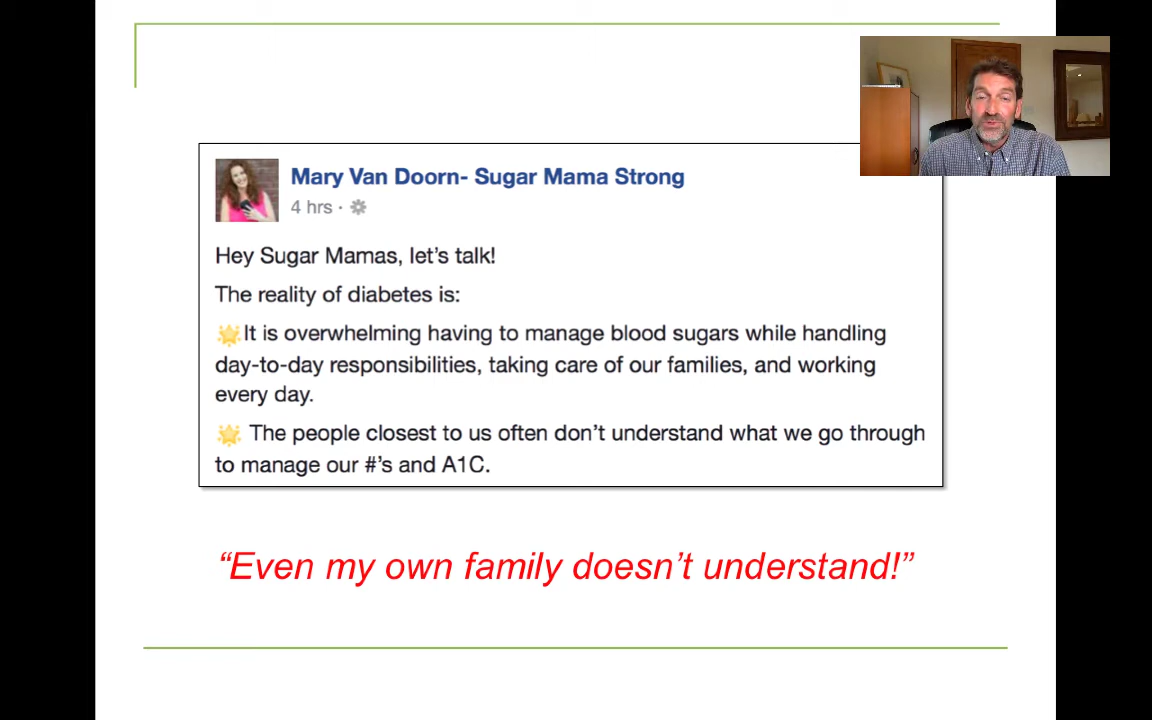 Mary Van Doorn- Sugar Mama Strong
4 hrs ·
Hey Sugar Mamas, let's talk!
The reality of diabetes is:
🌟It is overwhelming having to manage blood sugars while handling
day-to-day responsibilities, taking care of our families, and working
every day.
🌟 The people closest to us often don't understand what we go through
to manage our #'s and A1C.
“Even my own family doesn't understand!”